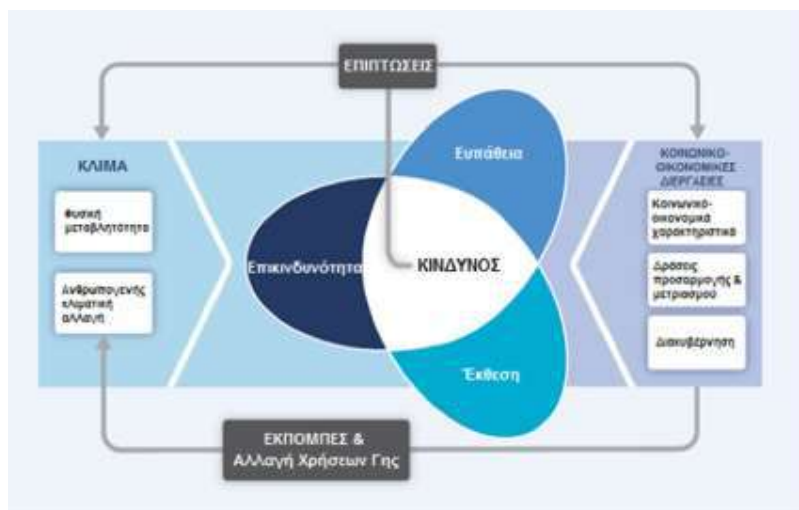 ΕΠΙΠΤΩΣΕΙΣ
ΚΛΙΜΑ
Φυσική
μεταβλητότητα
Ανθρωπογενής
κλιματική
αλλαγή
Επικινδυνότητα
Ευπάθεια
ΚΙΝΔΥΝΟΣ
Έκθεση
ΚΟΙΝΩΝΙΚΟ-
ΟΙΚΟΝΟΜΙΚΕΣ
ΔΙΕΡΓΑΣΙΕΣ
Κοινωνικο-
οικονομικά
χαρακτηριστικά
Δράσεις
προσαρμογής &
μετριασμού
Διακυβέρνηση
ΕΚΠΟΜΠΕΣ &
Αλλαγή Χρήσεων Γης